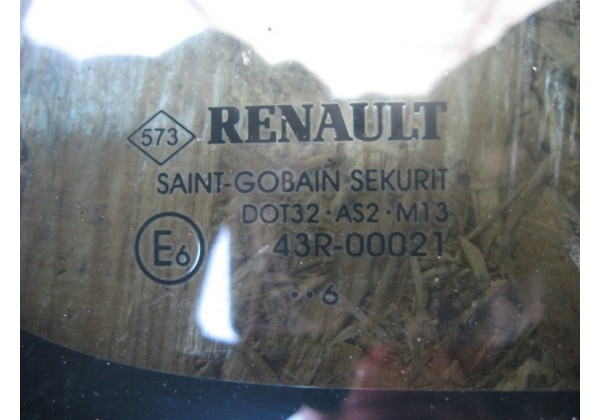 573 RENAULT
SAINT-GOBAIN SEKURIT
DOT32·AS2·M13
E6 43R-00021
••6